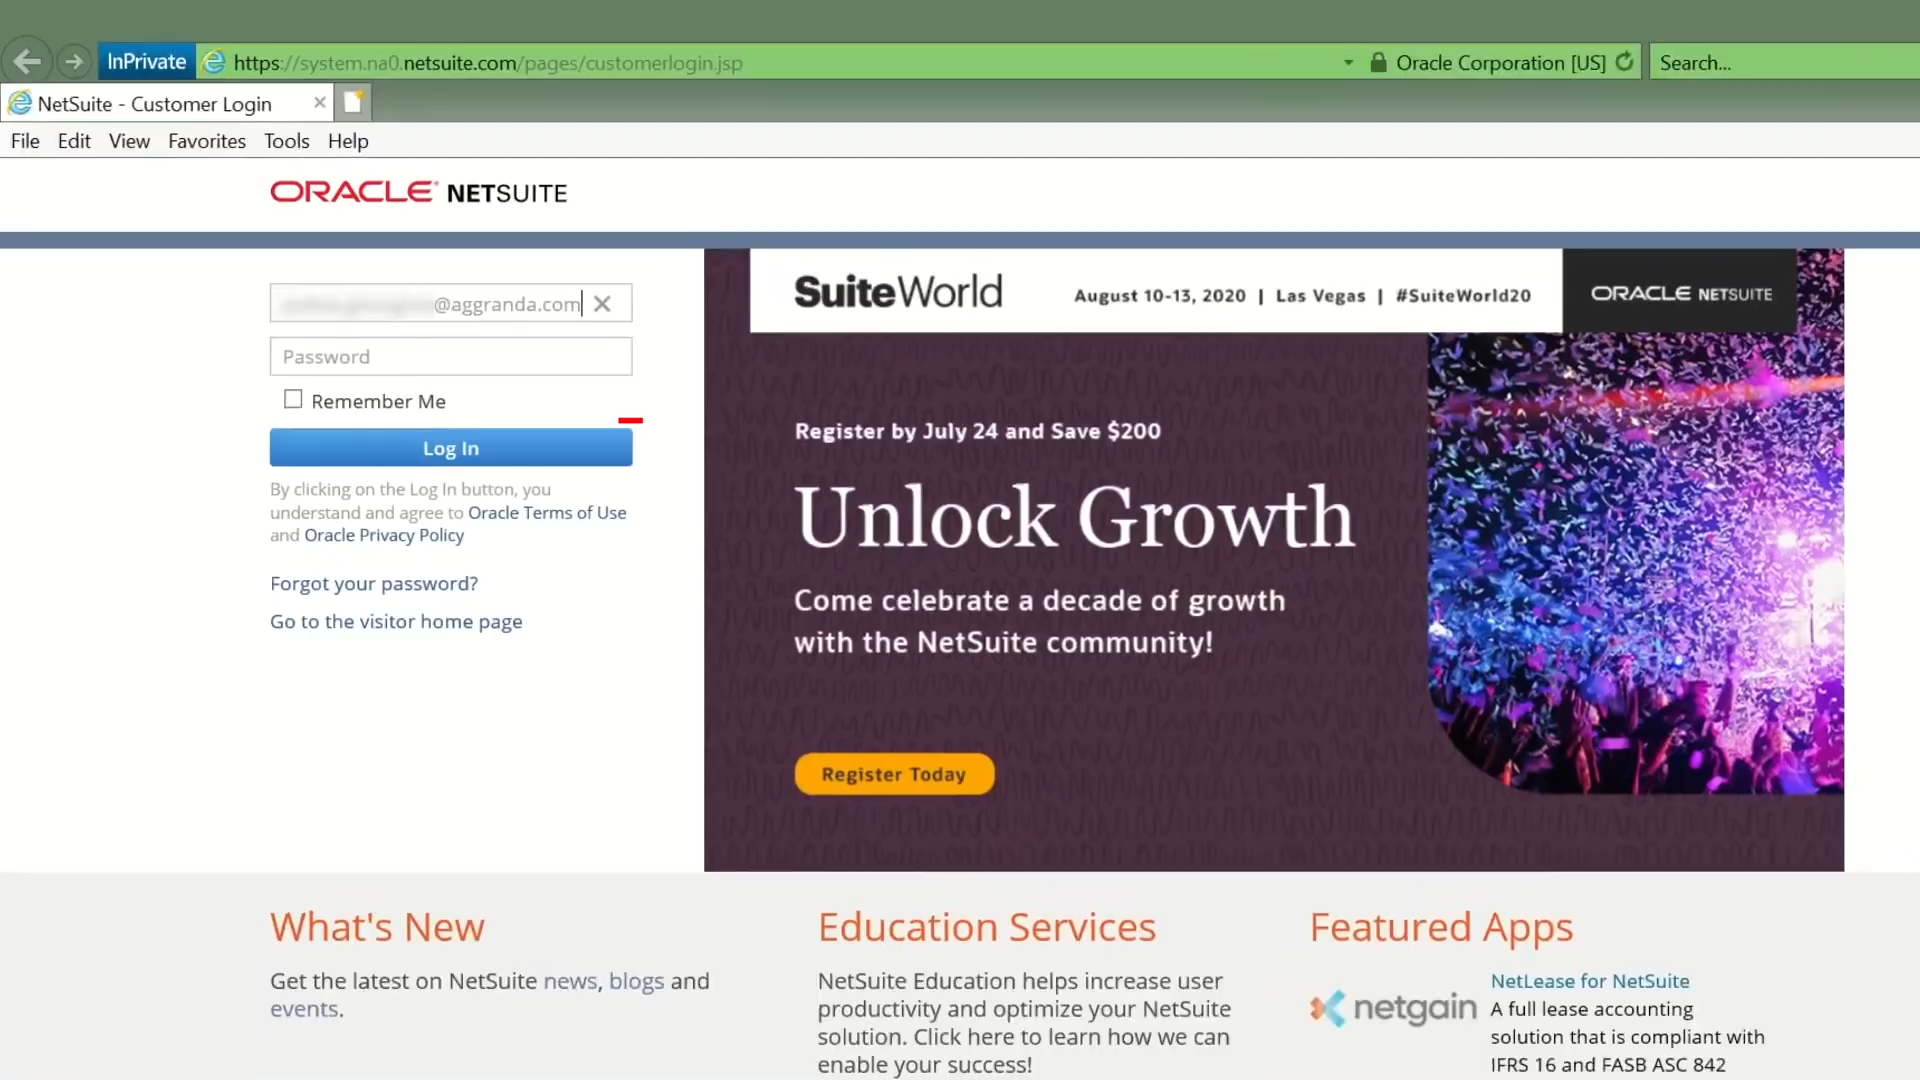 InPrivate
https://system.na0.netsuite.com/pages/customerlogin.jsp
Oracle Corporation [US]
Search...
NetSuite - Customer Login
File Edit View Favorites Tools Help
ORACLE NETSUITE
@aggranda.com
Password
Remember Me
Log In
By clicking on the Log In button, you
understand and agree to Oracle Terms of Use
and Oracle Privacy Policy
Forgot your password?
Go to the visitor home page
SuiteWorld
August 10-13, 2020 | Las Vegas | #SuiteWorld20
ORACLE NETSUITE
Register by July 24 and Save $200
Unlock Growth
Come celebrate a decade of growth
with the NetSuite community!
Register Today
What's New
Get the latest on NetSuite news, blogs and
events.
Education Services
NetSuite Education helps increase user
productivity and optimize your NetSuite
solution. Click here to learn how we can
enable your success!
Featured Apps
netgain
NetLease for NetSuite
A full lease accounting
solution that is compliant with
IFRS 16 and FASB ASC 842